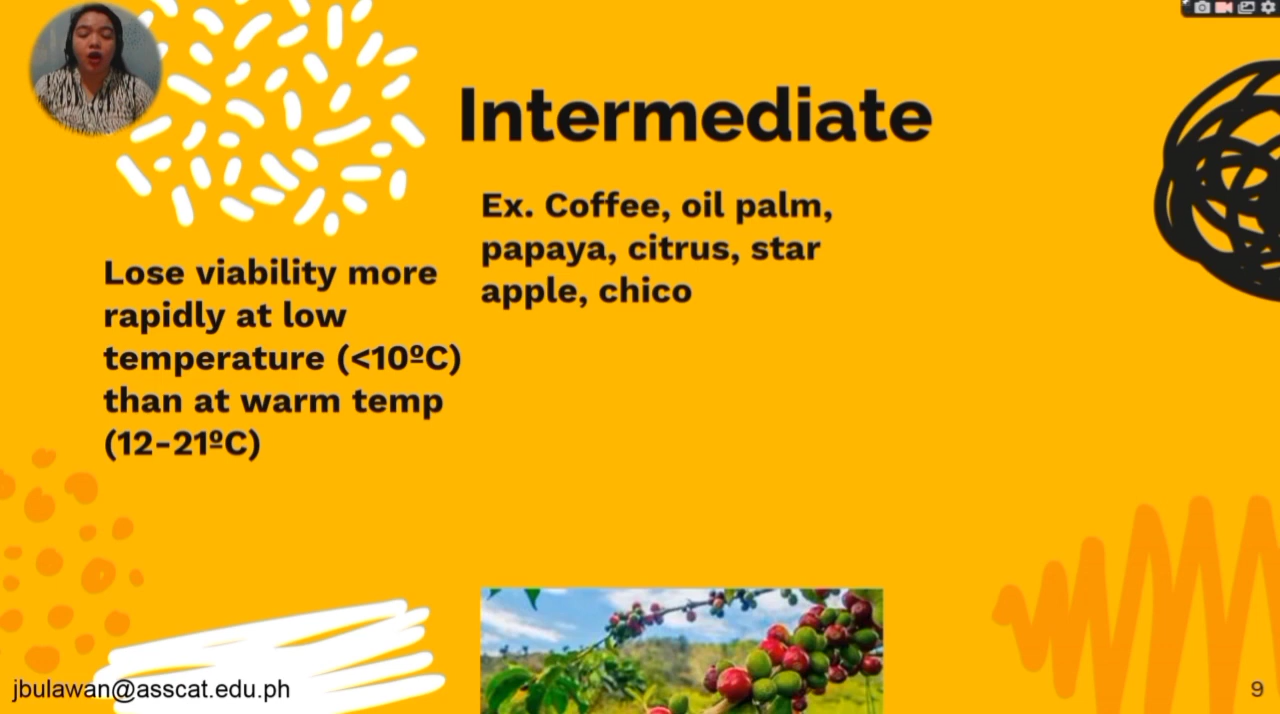 Intermediate
Lose viability more
rapidly at low
temperature (<10ºC)
than at warm temp
(12-21ºC)
Ex. Coffee, oil palm,
papaya, citrus, star
apple, chico
jbulawan@asscat.edu.ph
9